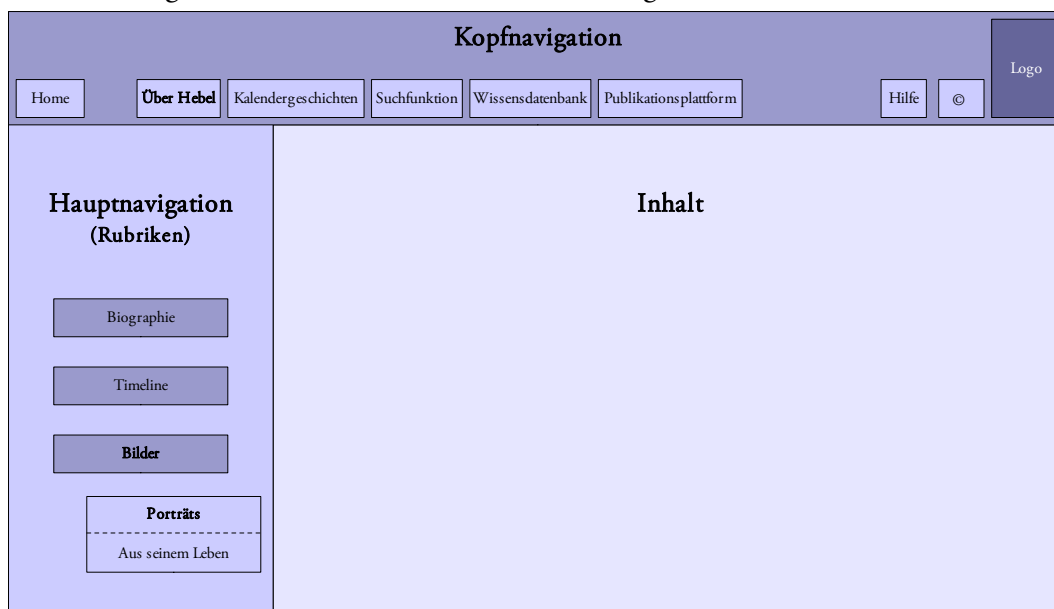 Kopfnavigation
Logo
Home Über Hebel Kalendergeschichten Suchfunktion Wissensdatenbank Publikationsplattform Hilfe ©
Hauptnavigation
(Rubriken)
Inhalt
Biographie
Timeline
Bilder
Porträts
Aus seinem Leben